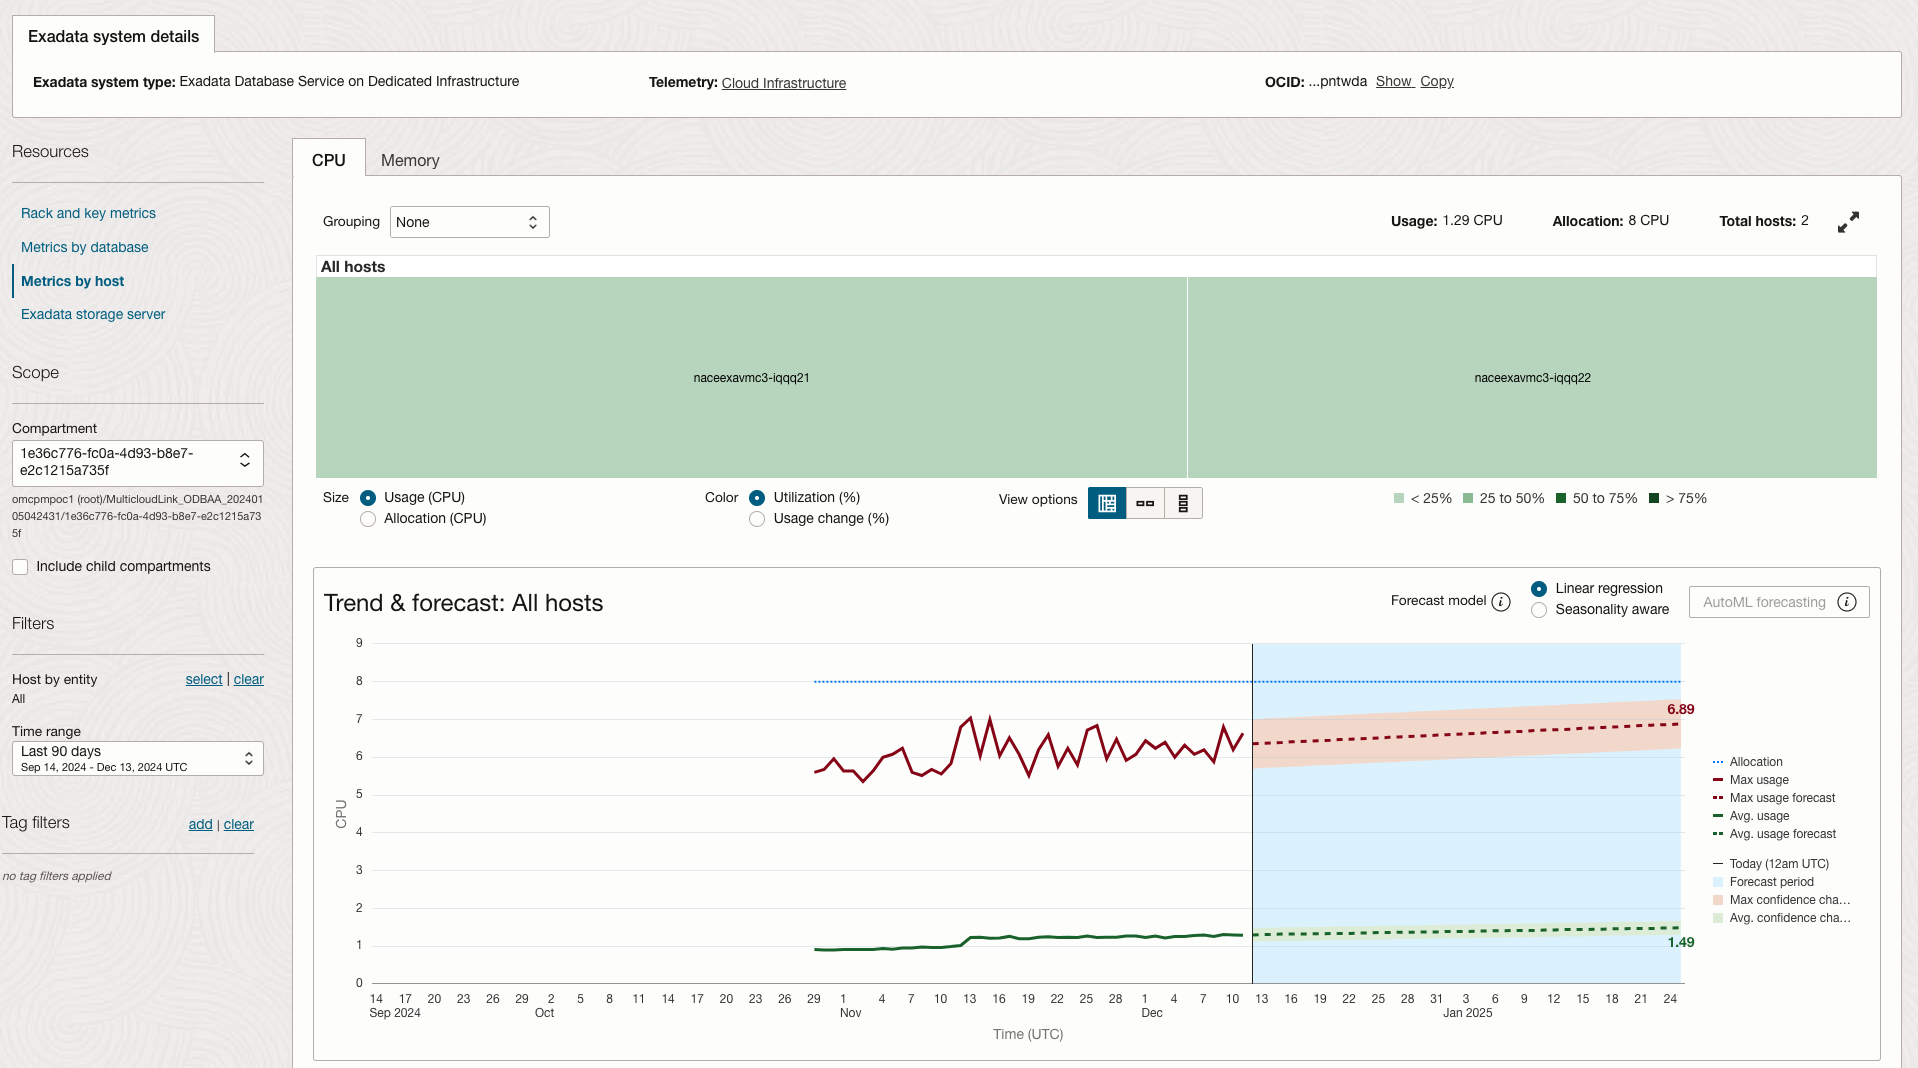 Exadata system details
Exadata system type: Exadata Database Service on Dedicated Infrastructure
Telemetry: Cloud Infrastructure
OCID: ...pntwda Show Copy
Resources
Rack and key metrics
Metrics by database
Metrics by host
Exadata storage server
Scope
Compartment
1e36c776-fc0a-4d93-b8e7-
e2c1215a735f
omcpmpoc1 (root)/MulticloudLink_ODBAA_202401
05042431/1e36c776-fc0a-4d93-b8e7-e2c1215a73
5f
Include child compartments
Filters
Host by entity select | clear
All
Time range
Last 90 days
Sep 14, 2024 - Dec 13, 2024 UTC
Tag filters add | clear
no tag filters applied
CPU Memory
Grouping None
Usage: 1.29 CPU Allocation: 8 CPU Total hosts: 2
All hosts
naceexavmc3-iqqq21 naceexavmc3-iqqq22
Size Usage (CPU)
Allocation (CPU)
Color Utilization (%)
Usage change (%)
View options
< 25% 25 to 50% 50 to 75% > 75%
Trend & forecast: All hosts
Forecast model i
Linear regression
Seasonality aware
AutoML forecasting i
9
8
7
6
5
4
3
2
1
0
CPU
6.89
1.49
14 17 20 23 26 29 2 5 8 11 14 17 20 23 26 29 1 4 7 10 13 16 19 22 25 28 1 4 7 10 13 16 19 22 25 28 31 3 6 9 12 15 18 21 24
Sep 2024 Oct Nov Dec Jan 2025
Time (UTC)
Allocation
Max usage
Max usage forecast
Avg. usage
Avg. usage forecast
Today (12am UTC)
Forecast period
Max confidence cha...
Avg. confidence cha...